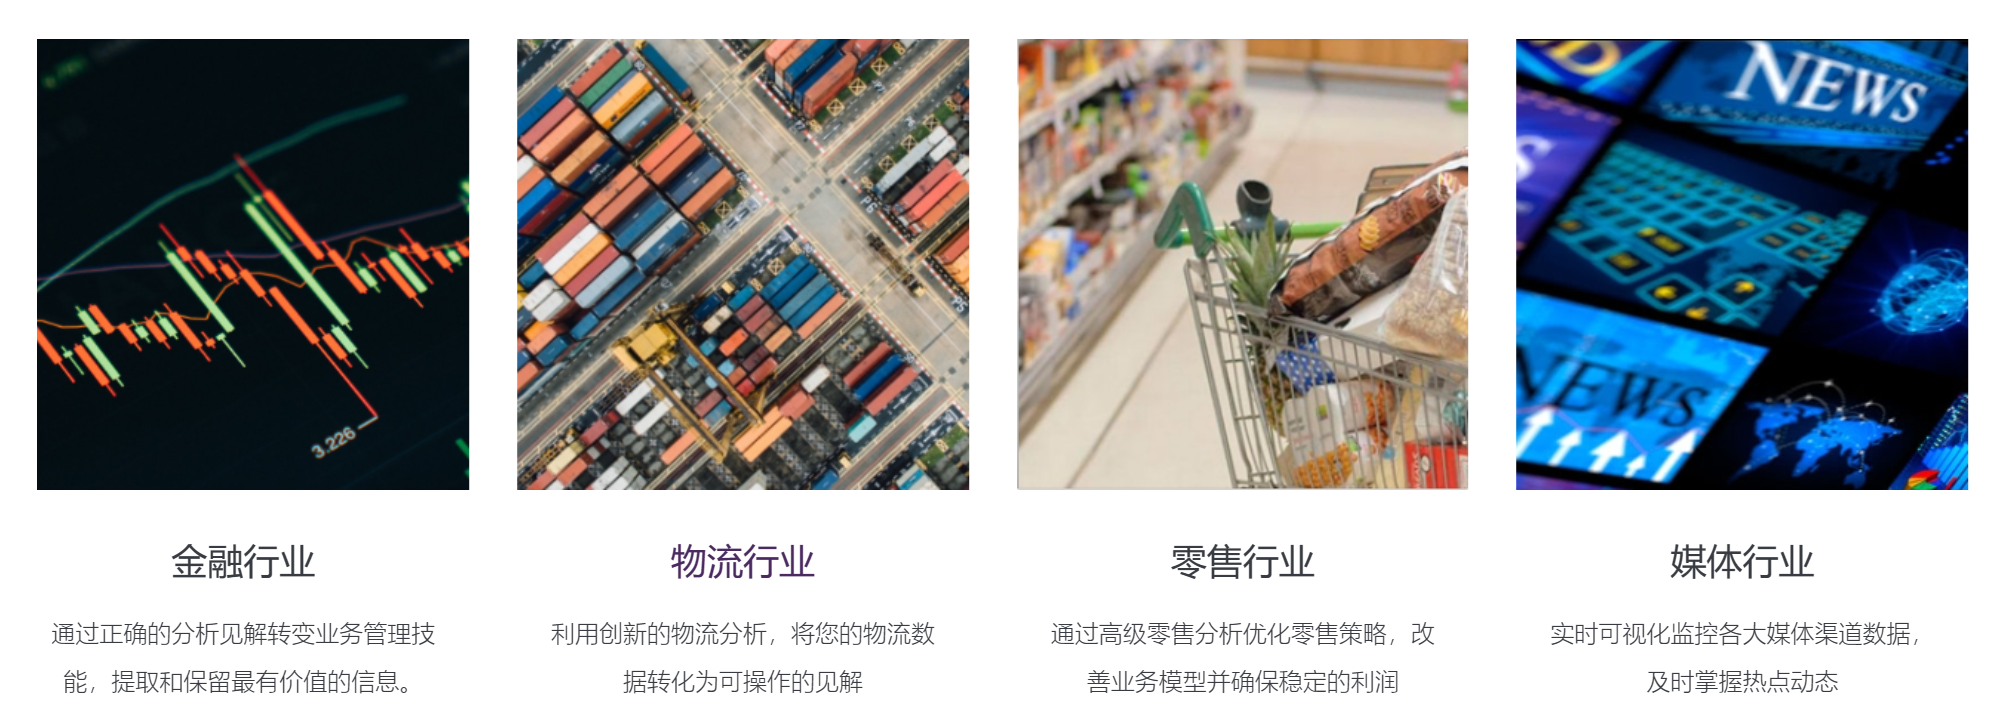 NEWS
NEWS
3.226
金融行业
通过正确的分析见解转变业务管理技
能，提取和保留最有价值的信息。
物流行业
利用创新的物流分析，将您的物流数
据转化为可操作的见解
零售行业
通过高级零售分析优化零售策略，改
善业务模型并确保稳定的利润
媒体行业
实时可视化监控各大媒体渠道数据，
及时掌握热点动态